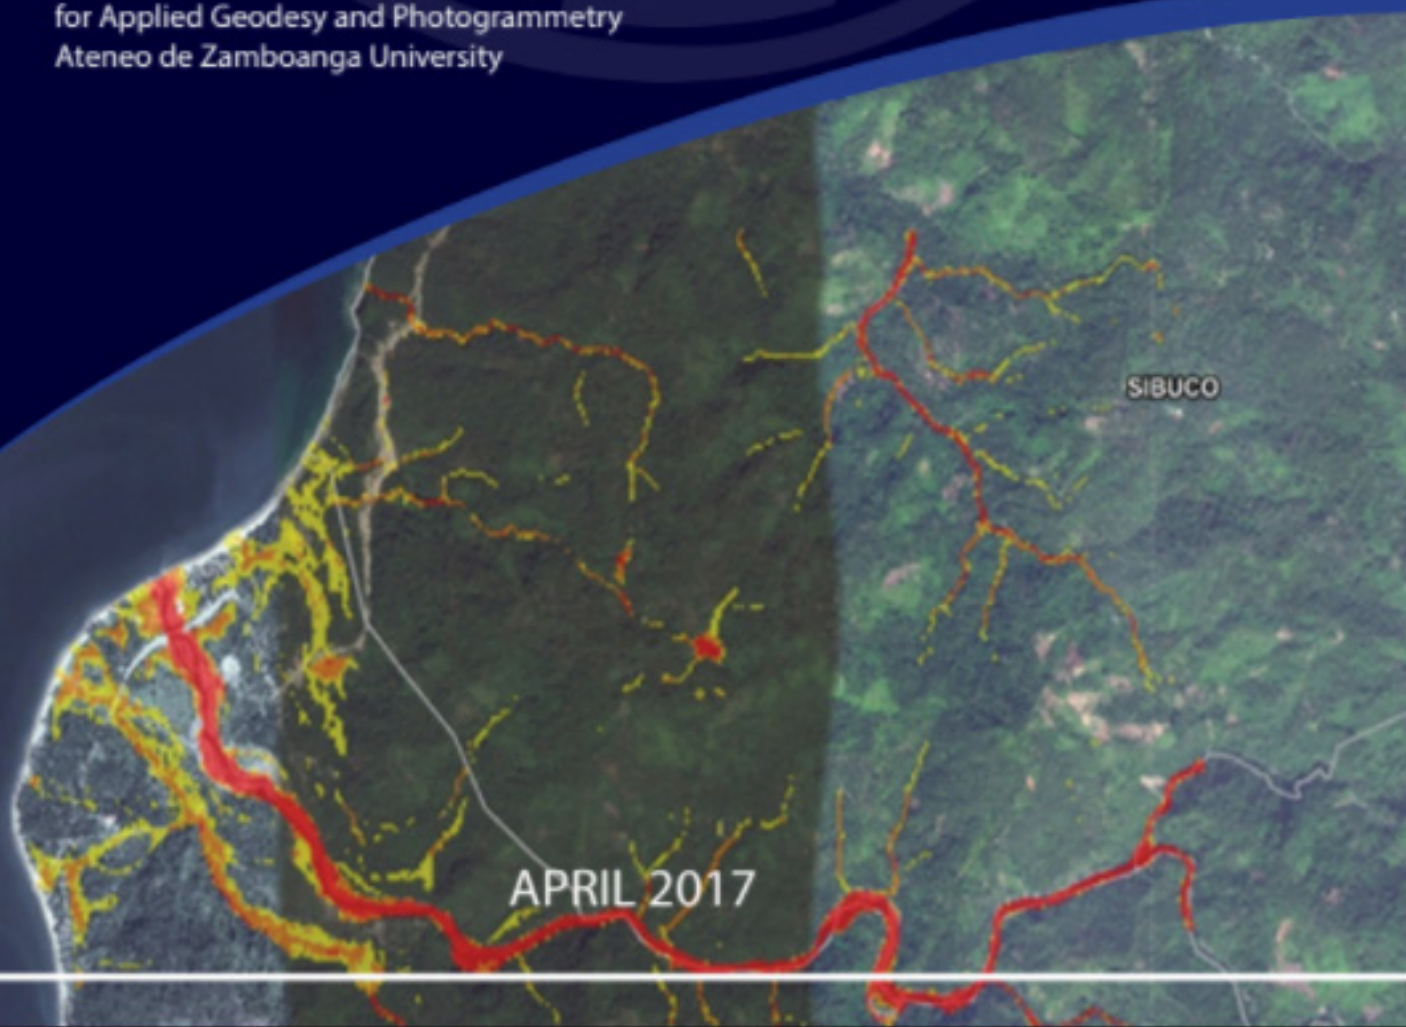 for Applied Geodesy and Photogrammetry
Ateneo de Zamboanga University
SIBUCO
APRIL 2017